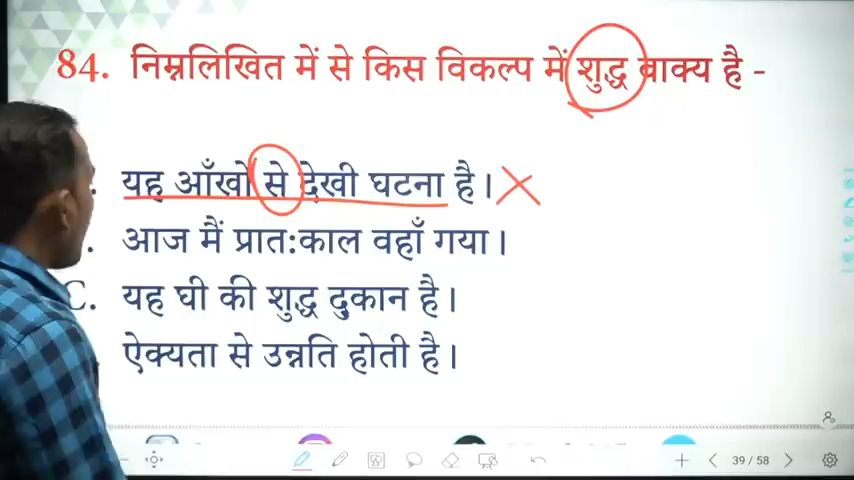 84. निम्नलिखित में से किस विकल्प में शुद्ध वाक्य है -
यह आँखों से देखी घटना है।
आज मैं प्रात:काल वहाँ गया।
C. यह घी की शुद्ध दुकान है।
ऐक्यता से उन्नति होती है।
39 / 58